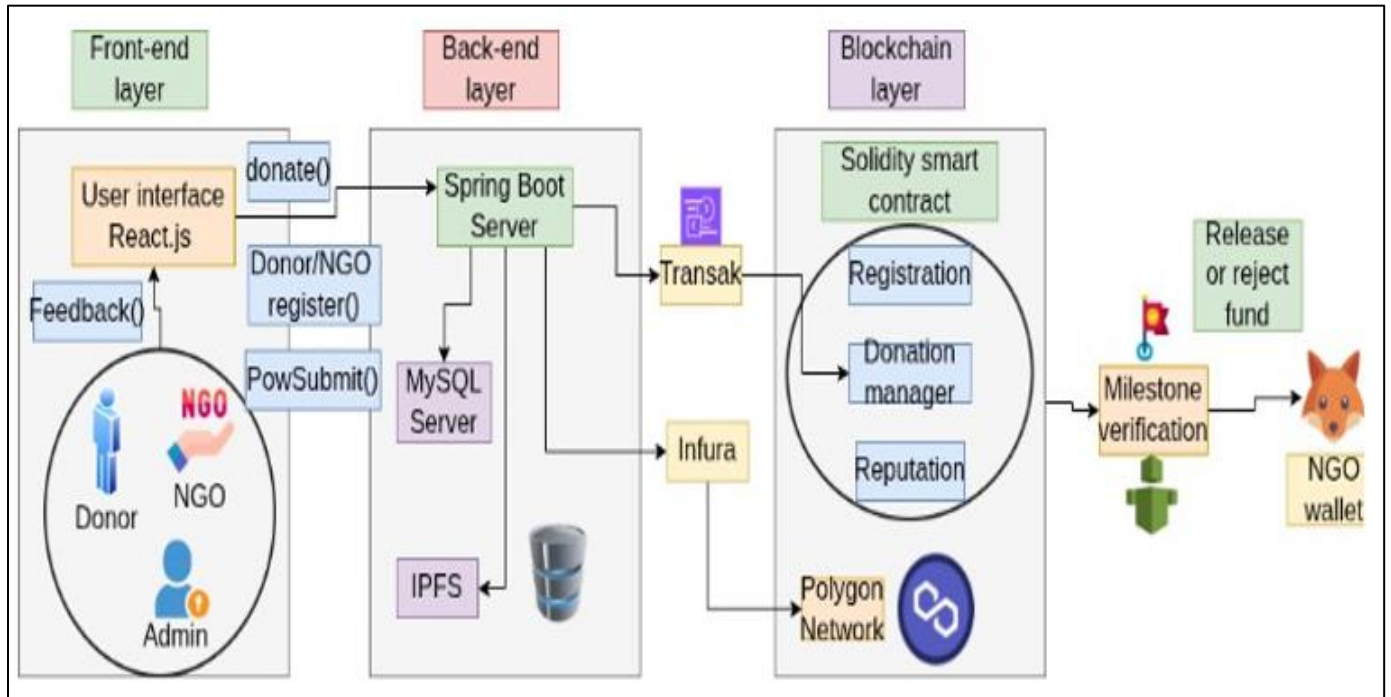 Front-end
layer
Back-end
layer
Blockchain
layer
donate()
User interface
React.js
Feedback()
Donor/NGO
register()
PowSubmit()
NGO
NGO
Donor
Admin
Spring Boot
Server
MySQL
Server
IPFS
Transak
Infura
Solidity smart
contract
Registration
Donation
manager
Reputation
Polygon
Network
Milestone
verification
Release
or reject
fund
NGO
wallet